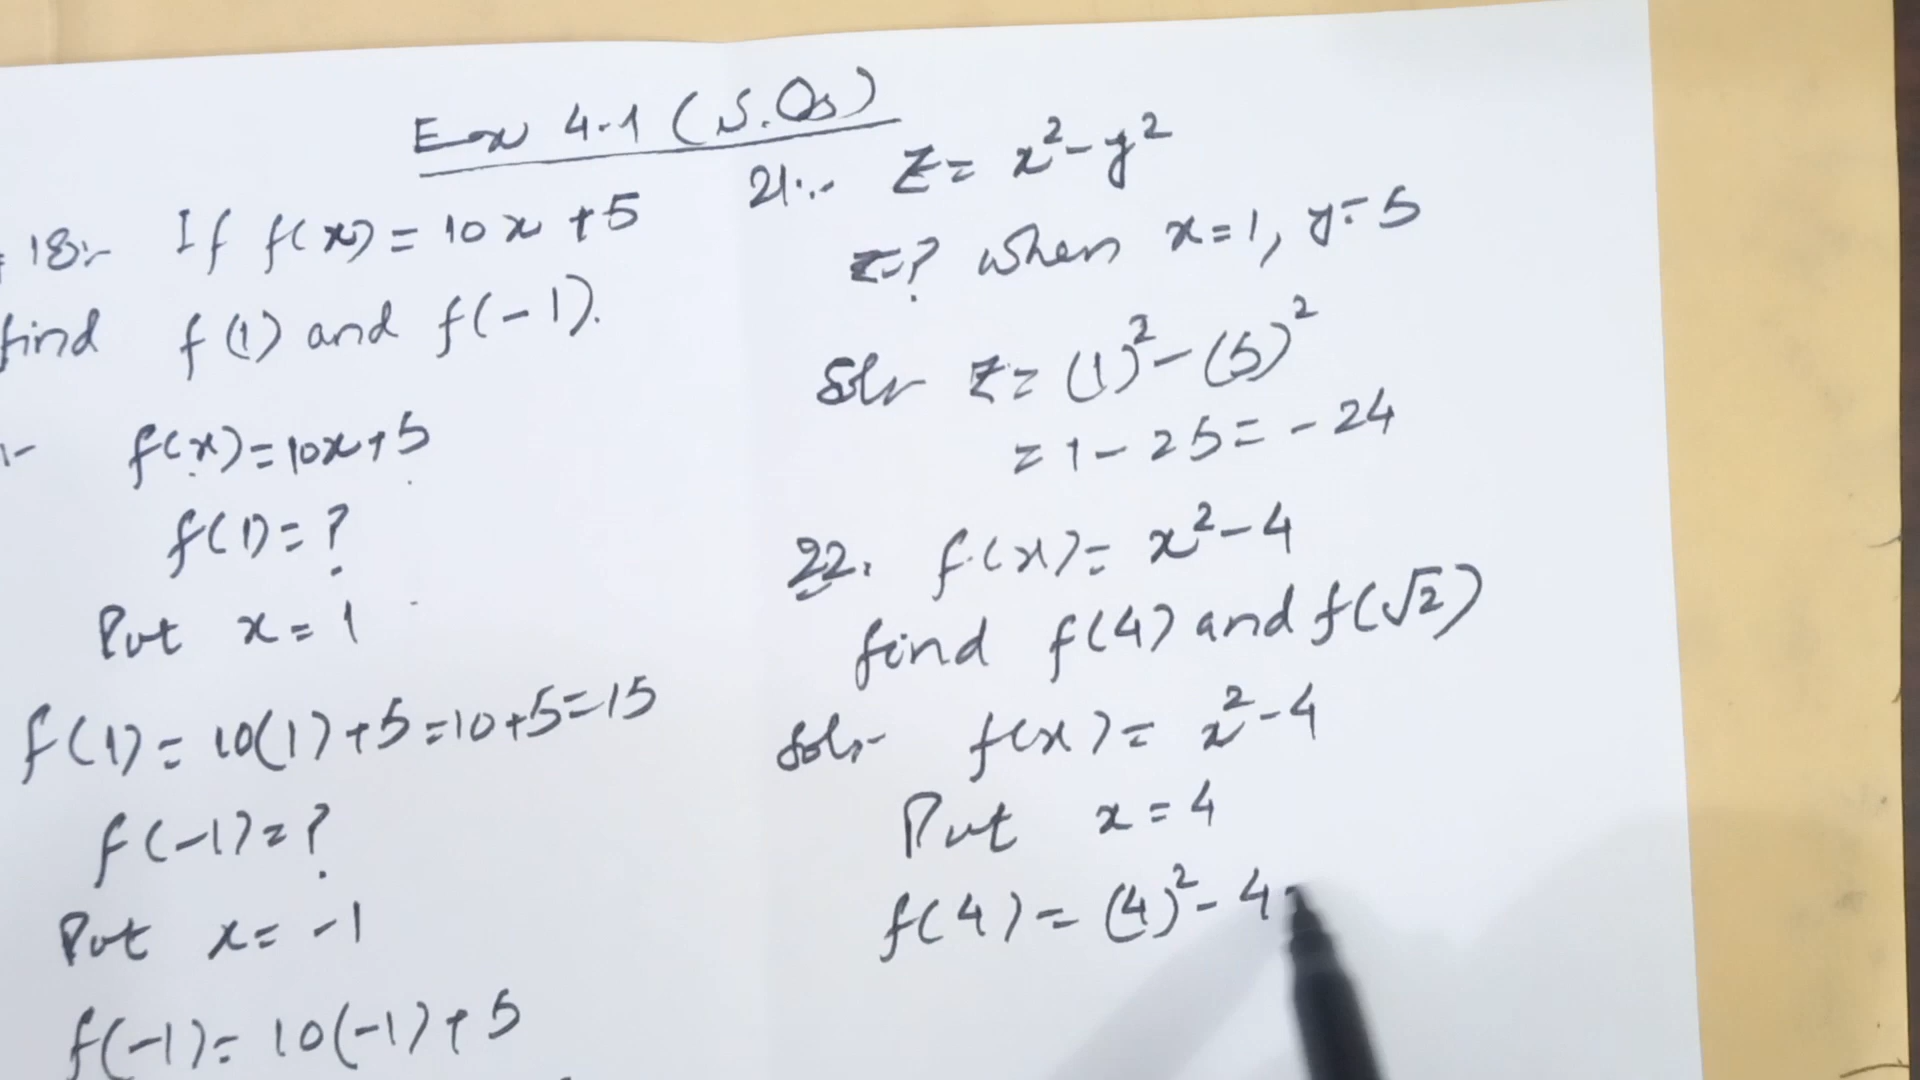 Ex 4.1 (S.Qs)
18:- If f(x) = 10x + 5
find f(1) and f(-1).
f(x) = 10x + 5
f(1) = ?
Put x = 1
f(1) = 10(1) + 5 = 10 + 5 = 15
f(-1) = ?
Put x = -1
f(-1) = 10(-1) + 5
21:- Z = x² - y²
z = ? when x = 1, y = 5
Sol:- Z = (1)² - (5)²
= 1 - 25 = -24
22. f(x) = x² - 4
find f(4) and f(√2)
Sol:- f(x) = x² - 4
Put x = 4
f(4) = (4)² - 4